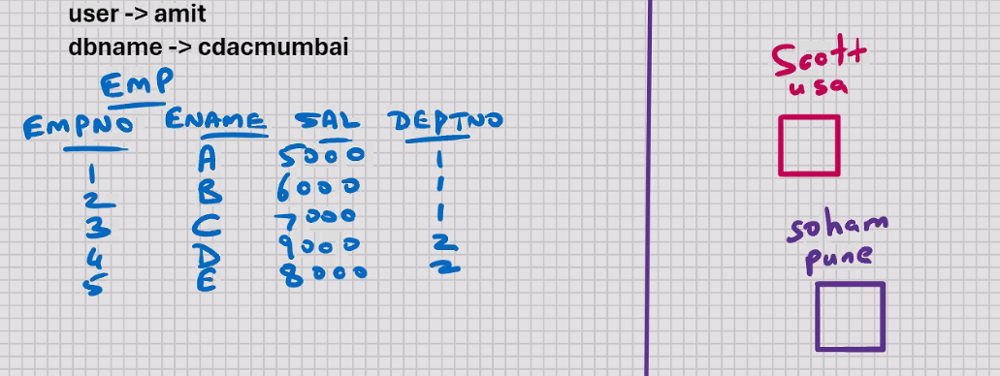 user -> amit
dbname -> cdacmumbai
EMP
EMPNO ENAME SAL DEPTNO
1 A 5000 1
2 B 6000 1
3 C 7000 1
4 D 9000 2
5 E 8000 2
Scott
usa
soham
pune